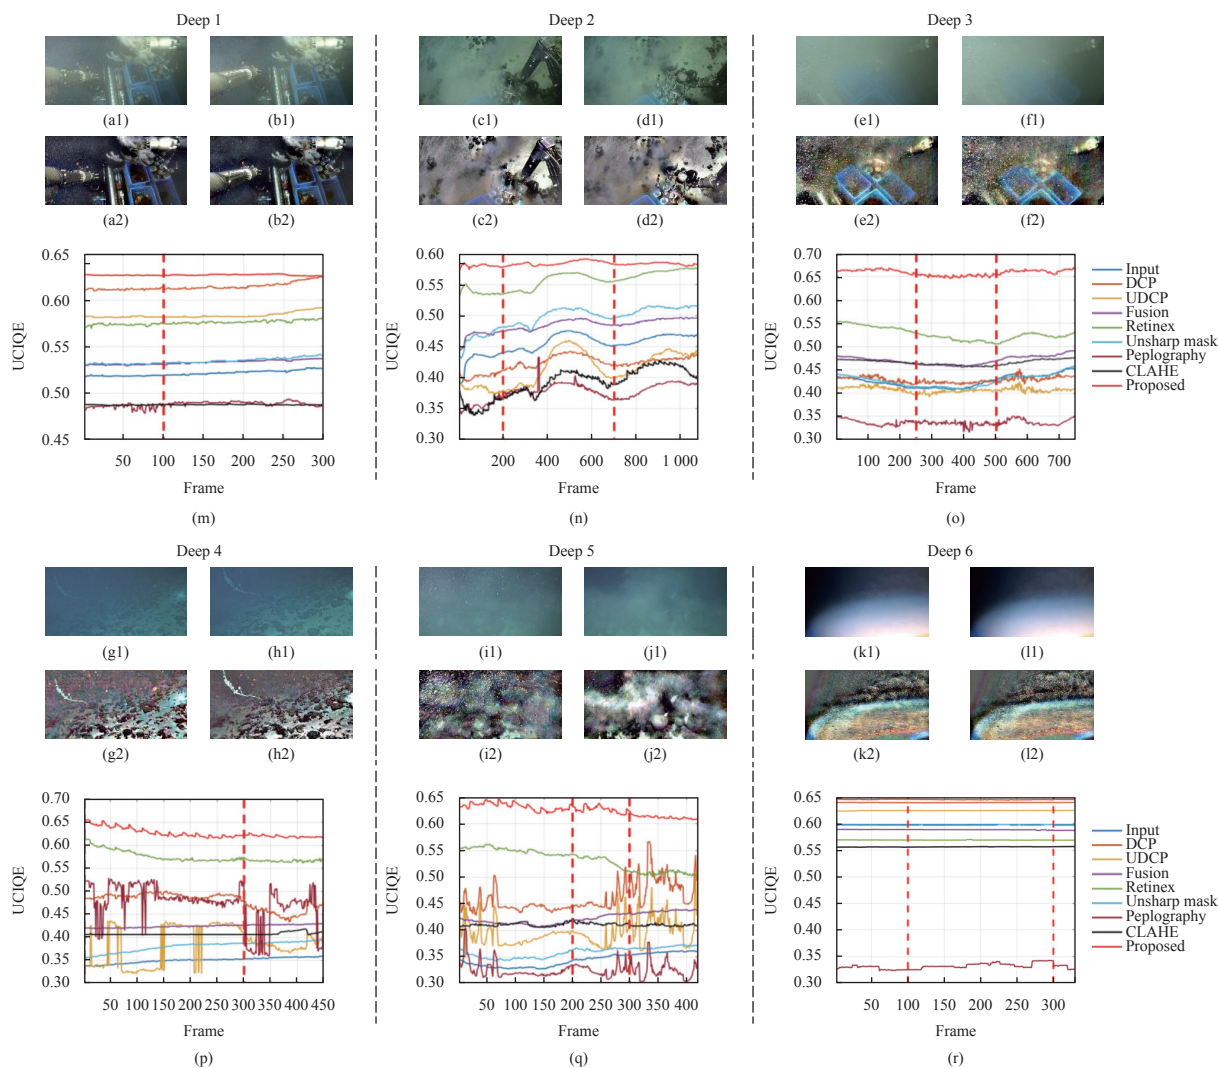 Deep 1
Deep 2
Deep 3
(a1)
(b1)
(c1)
(d1)
(e1)
(f1)
(a2)
(b2)
(c2)
(d2)
(e2)
(f2)
UCIQE
0.65
0.60
0.55
0.50
0.45
50
100
150
200
250
300
Frame
(m)
UCIQE
0.60
0.55
0.50
0.45
0.40
0.35
0.30
200
400
600
800
1 000
Frame
(n)
UCIQE
0.70
0.65
0.60
0.55
0.50
0.45
0.40
0.35
0.30
100
200
300
400
500
600
700
Frame
(o)
Input
DCP
UDCP
Fusion
Retinex
Unsharp mask
Peplography
CLAHE
Proposed
Deep 4
Deep 5
Deep 6
(g1)
(h1)
(i1)
(j1)
(k1)
(l1)
(g2)
(h2)
(i2)
(j2)
(k2)
(l2)
UCIQE
0.70
0.65
0.60
0.55
0.50
0.45
0.40
0.35
0.30
50
100
150
200
250
300
350
400
450
Frame
(p)
UCIQE
0.65
0.60
0.55
0.50
0.45
0.40
0.35
0.30
50
100
150
200
250
300
350
400
Frame
(q)
UCIQE
0.65
0.60
0.55
0.50
0.45
0.40
0.35
0.30
50
100
150
200
250
300
Frame
(r)
Input
DCP
UDCP
Fusion
Retinex
Unsharp mask
Peplography
CLAHE
Proposed